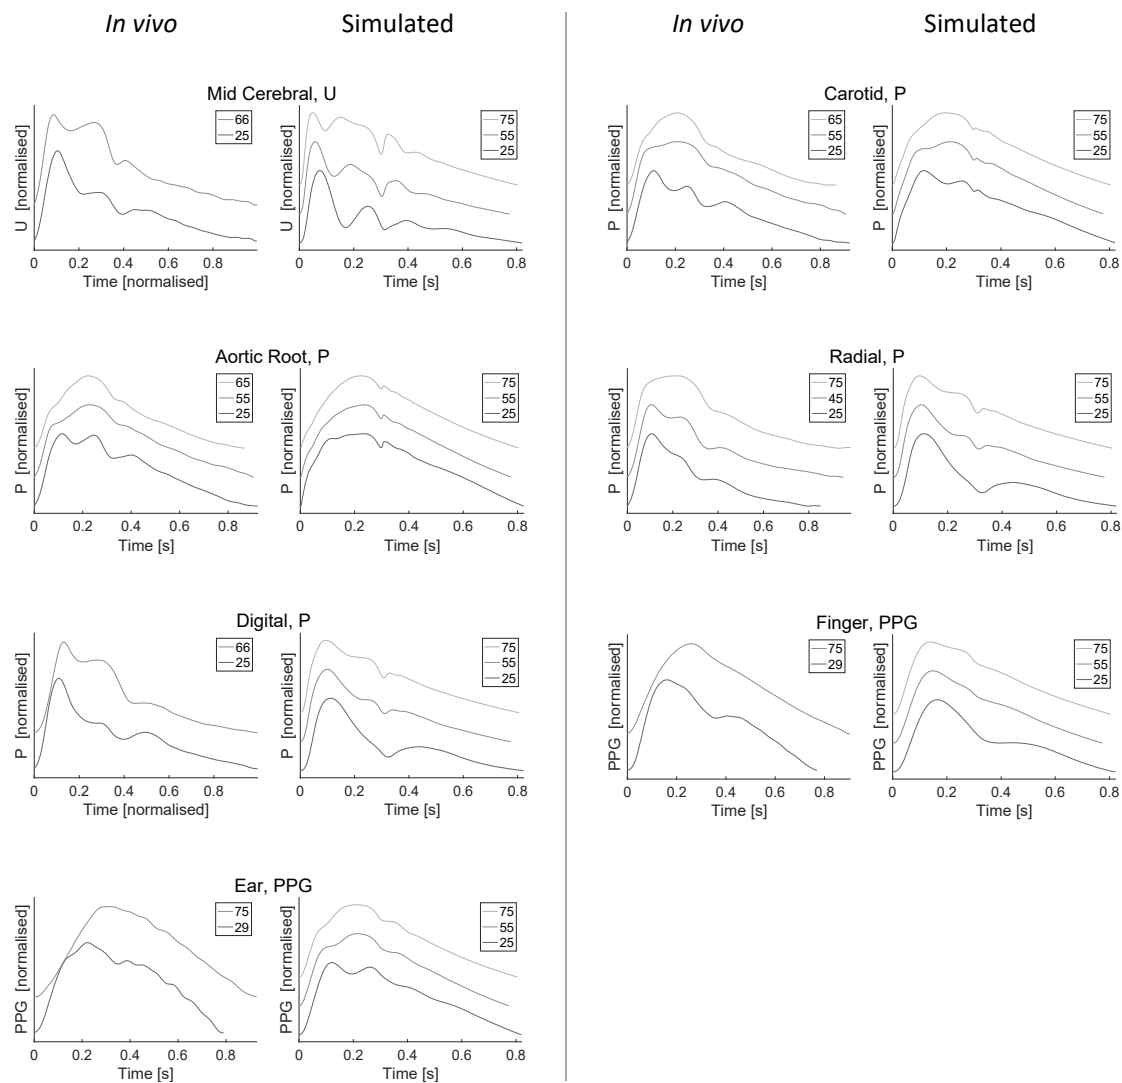 In vivo
Simulated
In vivo
Simulated
Mid Cerebral, U
U [normalised]
66
25
0 0.2 0.4 0.6 0.8
Time [normalised]
U [normalised]
75
55
25
0 0.2 0.4 0.6 0.8
Time [s]
Carotid, P
P [normalised]
65
55
25
0 0.2 0.4 0.6 0.8
Time [s]
P [normalised]
75
55
25
0 0.2 0.4 0.6 0.8
Time [s]
Aortic Root, P
P [normalised]
65
55
25
0 0.2 0.4 0.6 0.8
Time [s]
P [normalised]
75
55
25
0 0.2 0.4 0.6 0.8
Time [s]
Radial, P
P [normalised]
75
45
25
0 0.2 0.4 0.6 0.8
Time [s]
P [normalised]
75
55
25
0 0.2 0.4 0.6 0.8
Time [s]
Digital, P
P [normalised]
66
25
0 0.2 0.4 0.6 0.8
Time [normalised]
P [normalised]
75
55
25
0 0.2 0.4 0.6 0.8
Time [s]
Finger, PPG
PPG [normalised]
75
29
0 0.2 0.4 0.6 0.8
Time [s]
PPG [normalised]
75
55
25
0 0.2 0.4 0.6 0.8
Time [s]
Ear, PPG
PPG [normalised]
75
29
0 0.2 0.4 0.6 0.8
Time [s]
PPG [normalised]
75
55
25
0 0.2 0.4 0.6 0.8
Time [s]